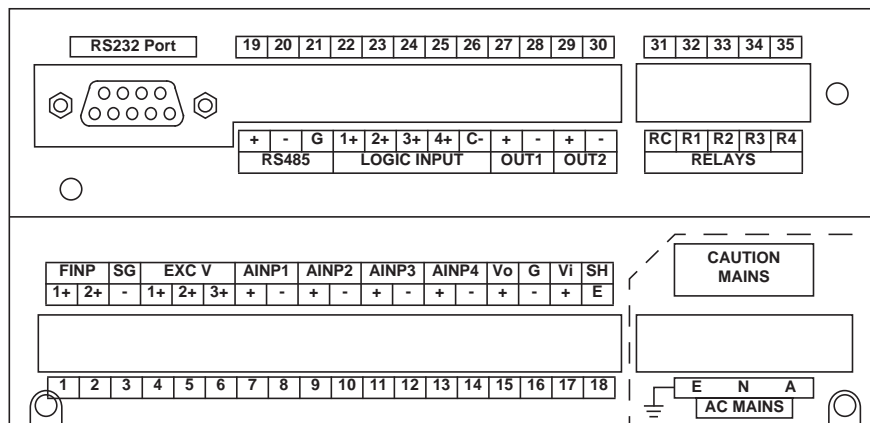 RS232 Port
19 20 21 22 23 24 25 26 27 28 29 30
31 32 33 34 35
+ - G 1+ 2+ 3+ 4+ C- + - + -
RS485 LOGIC INPUT OUT1 OUT2
RC R1 R2 R3 R4
RELAYS
FINP SG EXC V AINP1 AINP2 AINP3 AINP4 Vo G Vi SH
1+ 2+ - 1+ 2+ 3+ + - + - + - + - + - + E
CAUTION
MAINS
1 2 3 4 5 6 7 8 9 10 11 12 13 14 15 16 17 18
E N A
AC MAINS